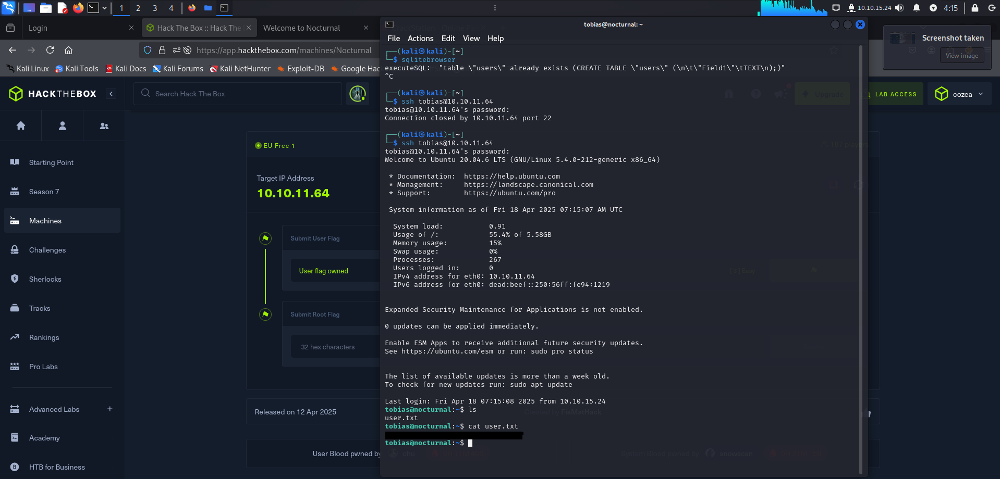 1 2 3 4
10.10.15.24
4:15
Login
Hack The Box :: Hack The
Welcome to Nocturnal
https://app.hackthebox.com/machines/Nocturnal
Kali Linux
Kali Tools
Kali Docs
Kali Forums
Kali NetHunter
Exploit-DB
Google Hac
HACKTHEBOX
Search Hack The Box
Upgrade
LAB ACCESS
cozea
Screenshot taken
View image
Starting Point
Season 7
Machines
Challenges
Sherlocks
Tracks
Rankings
Pro Labs
Advanced Labs
Academy
HTB for Business
EU Free 1
Target IP Address
10.10.11.64
Submit User Flag
User flag owned
Submit Root Flag
32 hex characters
Released on 12 Apr 2025
Created by FisMatHack
User Blood pwned by
chu
System Blood pwned by
snowscan
187 players
Easy
tobias@nocturnal: ~
File Actions Edit View Help
┌──(kali㉿kali)-[~]
└─$ sqlitebrowser
executeSQL: "table \"users\" already exists (CREATE TABLE \"users\" (\n\t\"Field1\"\tTEXT\n);)"
^C
┌──(kali㉿kali)-[~]
└─$ ssh tobias@10.10.11.64
tobias@10.10.11.64's password:
Connection closed by 10.10.11.64 port 22
┌──(kali㉿kali)-[~]
└─$ ssh tobias@10.10.11.64
tobias@10.10.11.64's password:
Welcome to Ubuntu 20.04.6 LTS (GNU/Linux 5.4.0-212-generic x86_64)
* Documentation: https://help.ubuntu.com
* Management: https://landscape.canonical.com
* Support: https://ubuntu.com/pro
System information as of Fri 18 Apr 2025 07:15:07 AM UTC
System load: 0.91
Usage of /: 55.4% of 5.58GB
Memory usage: 15%
Swap usage: 0%
Processes: 267
Users logged in: 0
IPv4 address for eth0: 10.10.11.64
IPv6 address for eth0: dead:beef::250:56ff:fe94:1219
Expanded Security Maintenance for Applications is not enabled.
0 updates can be applied immediately.
Enable ESM Apps to receive additional future security updates.
See https://ubuntu.com/esm or run: sudo pro status
The list of available updates is more than a week old.
To check for new updates run: sudo apt update
Last login: Fri Apr 18 07:15:08 2025 from 10.10.15.24
tobias@nocturnal:~$ ls
user.txt
tobias@nocturnal:~$ cat user.txt
tobias@nocturnal:~$